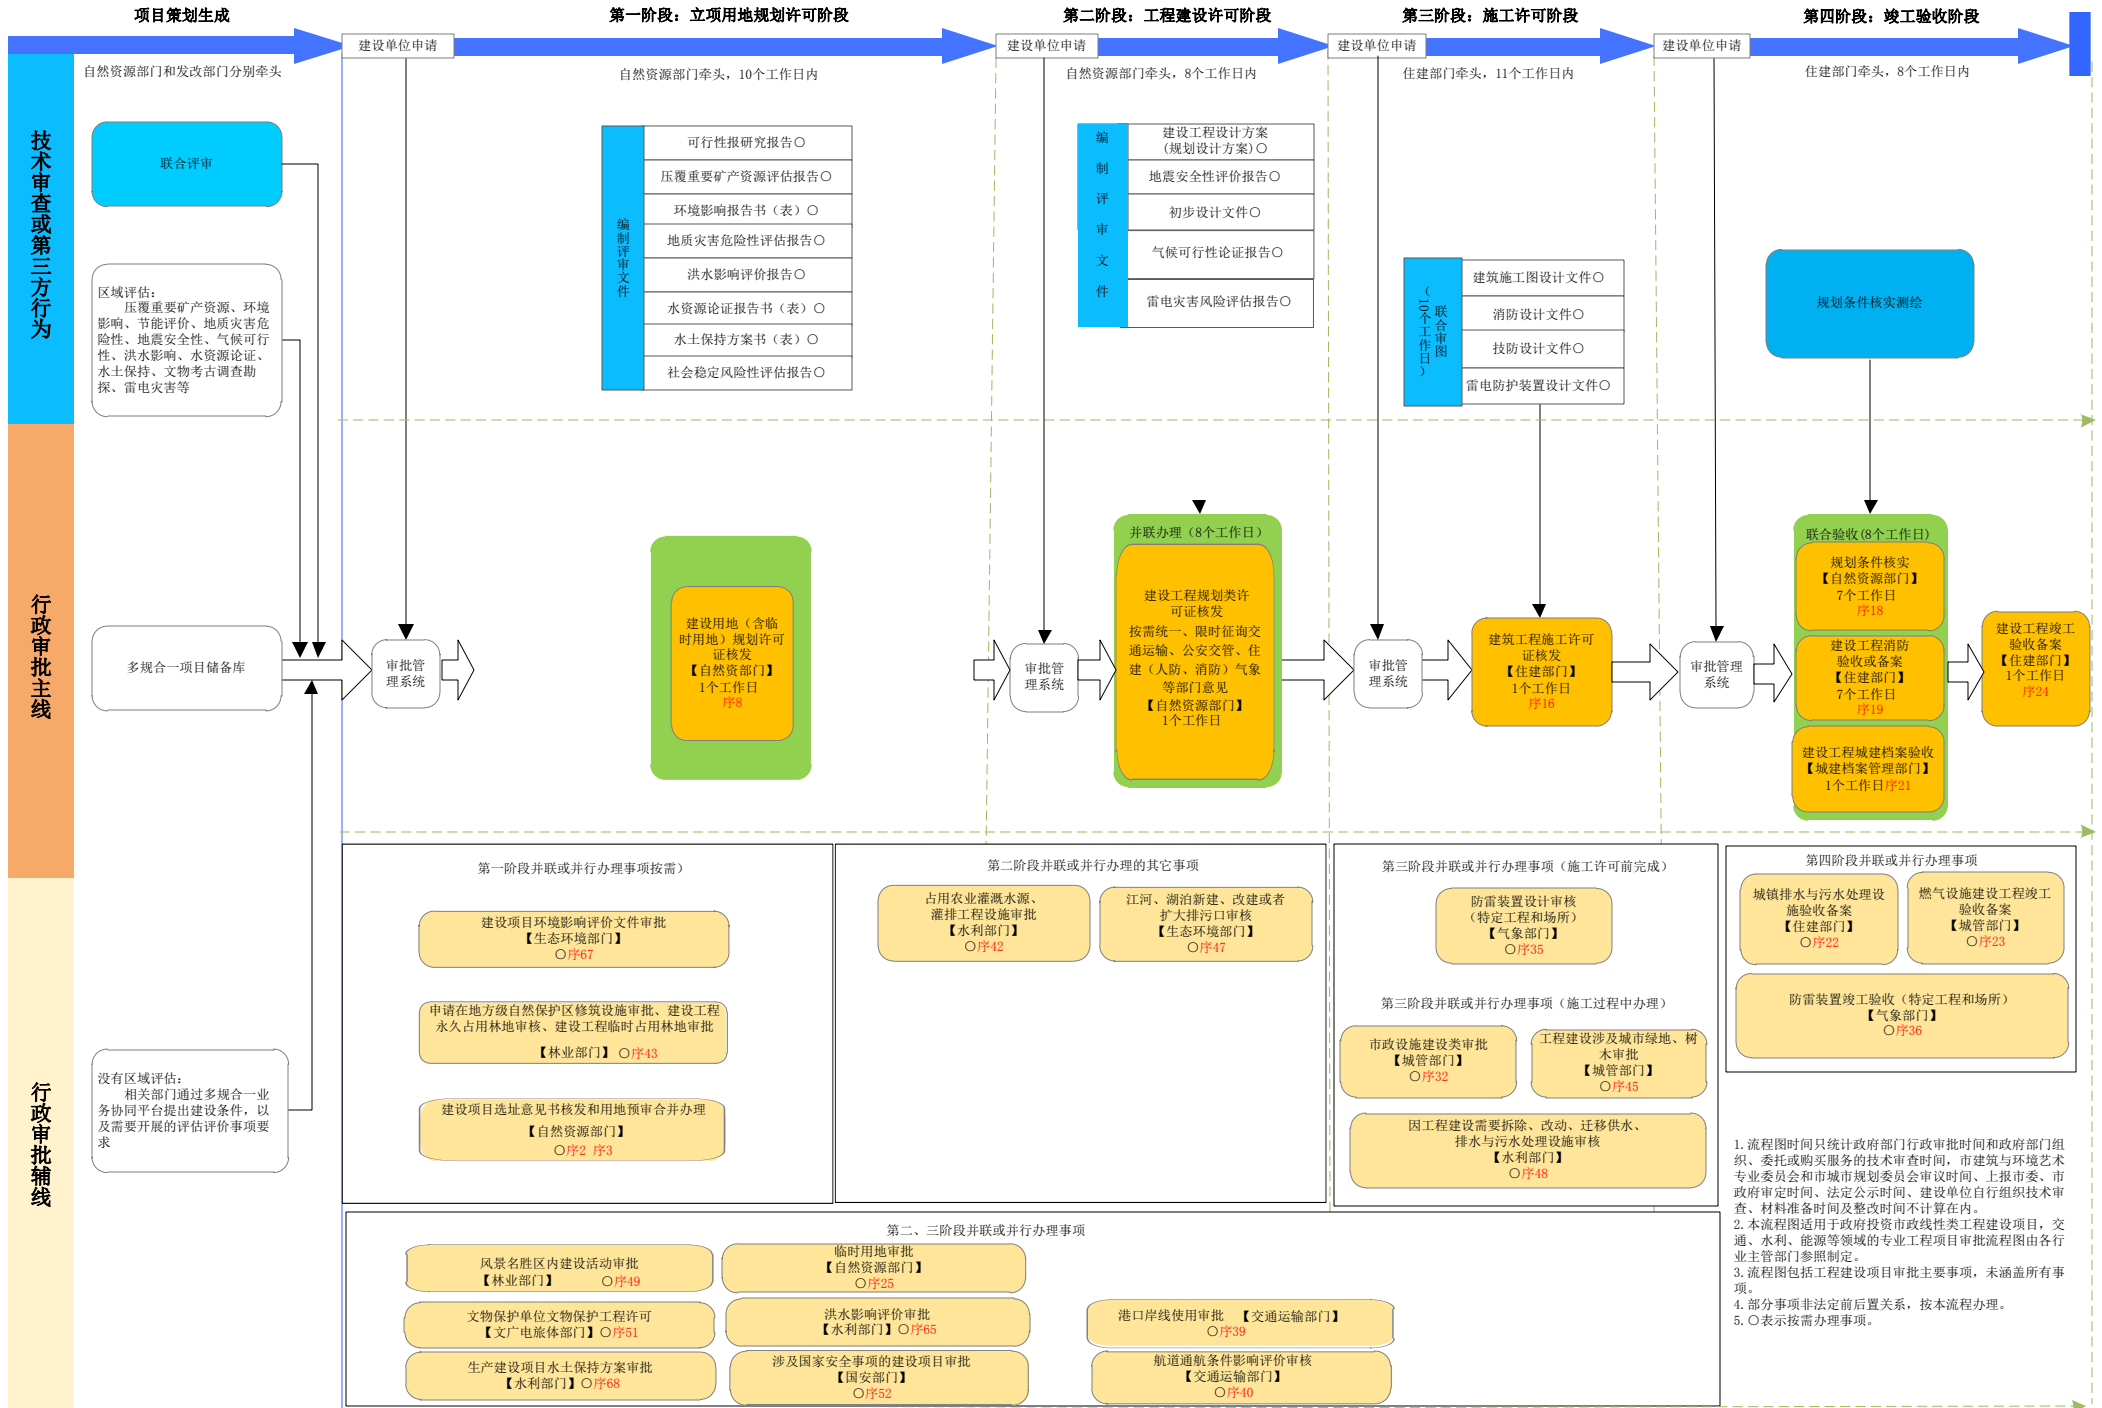 项目策划生成
第一阶段：立项用地规划许可阶段
第二阶段：工程建设许可阶段
第三阶段：施工许可阶段
第四阶段：竣工验收阶段
建设单位申请
建设单位申请
建设单位申请
建设单位申请
自然资源部门和发改部门分别牵头
自然资源部门牵头，10个工作日内
自然资源部门牵头，8个工作日内
住建部门牵头，11个工作日内
住建部门牵头，8个工作日内
技术审查或第三方行为
联合评审
区域评估：
压覆重要矿产资源、环境
影响、节能评价、地质灾害危
险性、地震安全性、气候可行
性、洪水影响、水资源论证、
水土保持、文物考古调查勘
探、雷电灾害等
编制评审文件
可行性报研究报告〇
压覆重要矿产资源评估报告〇
环境影响报告书（表）〇
地质灾害危险性评估报告〇
洪水影响评价报告〇
水资源论证报告书（表）〇
水土保持方案书（表）〇
社会稳定风险性评估报告〇
编制评审文件
建设工程设计方案
(规划设计方案)〇
地震安全性评价报告〇
初步设计文件〇
气候可行性论证报告〇
雷电灾害风险评估报告〇
联合审图
（10个工作日）
建筑施工图设计文件〇
消防设计文件〇
技防设计文件〇
雷电防护装置设计文件〇
规划条件核实测绘
行政审批主线
多规合一项目储备库
审批管
理系统
建设用地（含临
时用地）规划许可
证核发
【自然资部门】
1个工作日
序8
审批管
理系统
并联办理（8个工作日）
建设工程规划类许
可证核发
按需统一、限时征询交
通运输、公安交管、住
建（人防、消防）气象
等部门意见
【自然资源部门】
1个工作日
审批管
理系统
建筑工程施工许可
证核发
【住建部门】
1个工作日
序16
审批管理
系统
联合验收(8个工作日)
规划条件核实
【自然资源部门】
7个工作日
序18
建设工程消防
验收或备案
【住建部门】
7个工作日
序19
建设工程城建档案验收
【城建档案管理部门】
1个工作日序21
建设工程竣工
验收备案
【住建部门】
1个工作日
序24
行政审批辅线
没有区域评估：
相关部门通过多规合一业
务协同平台提出建设条件，以
及需要开展的评估评价事项要
求
第一阶段并联或并行办理事项按需）
建设项目环境影响评价文件审批
【生态环境部门】
〇序67
申请在地方级自然保护区修筑设施审批、建设工程
永久占用林地审核、建设工程临时占用林地审批
【林业部门】 〇序43
建设项目选址意见书核发和用地预审合并办理
【自然资源部门】
〇序2 序3
第二阶段并联或并行办理的其它事项
占用农业灌溉水源、
灌排工程设施审批
【水利部门】
〇序42
江河、湖泊新建、改建或者
扩大排污口审核
【生态环境部门】
〇序47
第三阶段并联或并行办理事项（施工许可前完成）
防雷装置设计审核
（特定工程和场所）
【气象部门】
〇序35
第三阶段并联或并行办理事项（施工过程中办理）
市政设施建设类审批
【城管部门】
〇序32
工程建设涉及城市绿地、树
木审批
【城管部门】
〇序45
因工程建设需要拆除、改动、迁移供水、
排水与污水处理设施审核
【水利部门】
〇序48
第四阶段并联或并行办理事项
城镇排水与污水处理设
施验收备案
【住建部门】
〇序22
燃气设施建设工程竣工
验收备案
【城管部门】
〇序23
防雷装置竣工验收（特定工程和场所）
【气象部门】
〇序36
第二、三阶段并联或并行办理事项
风景名胜区内建设活动审批
【林业部门】 〇序49
临时用地审批
【自然资源部门】
〇序25
文物保护单位文物保护工程许可
【文广电旅体部门】〇序51
洪水影响评价审批
【水利部门】〇序65
港口岸线使用审批 【交通运输部门】
〇序39
生产建设项目水土保持方案审批
【水利部门】〇序68
涉及国家安全事项的建设项目审批
【国安部门】
〇序52
航道通航条件影响评价审核
【交通运输部门】
〇序40
1.流程图时间只统计政府部门行政审批时间和政府部门组
织、委托或购买服务的技术审查时间，市建筑与环境艺术
专业委员会和市城市规划委员会审议时间、上报市委、市
政府审定时间、法定公示时间、建设单位自行组织技术审
查、材料准备时间及整改时间不计算在内。
2.本流程图适用于政府投资市政线性类工程建设项目，交
通、水利、能源等领域的专业工程项目审批流程图由各行
业主管部门参照制定。
3.流程图包括工程建设项目审批主要事项，未涵盖所有事
项。
4.部分事项非法定前后置关系，按本流程办理。
5.〇表示按需办理事项。